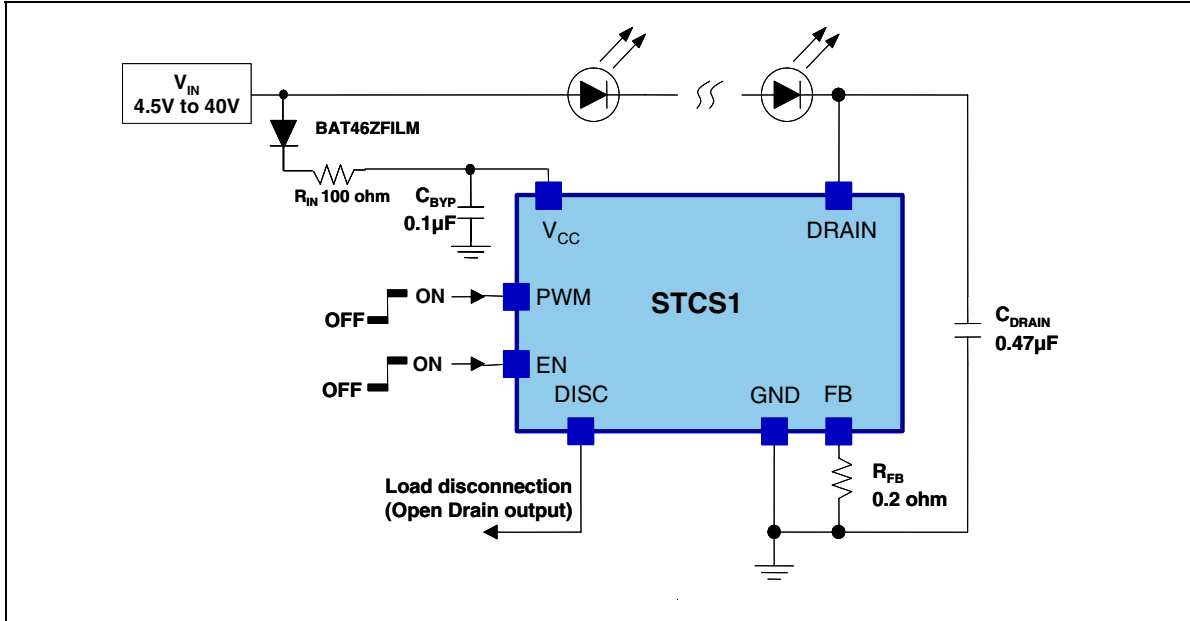 V_IN
4.5V to 40V
BAT46ZFILM
R_IN 100 ohm
C_BYP
0.1µF
V_CC
DRAIN
STCS1
PWM
EN
DISC
GND
FB
OFF
ON
OFF
ON
C_DRAIN
0.47µF
R_FB
0.2 ohm
Load disconnection
(Open Drain output)